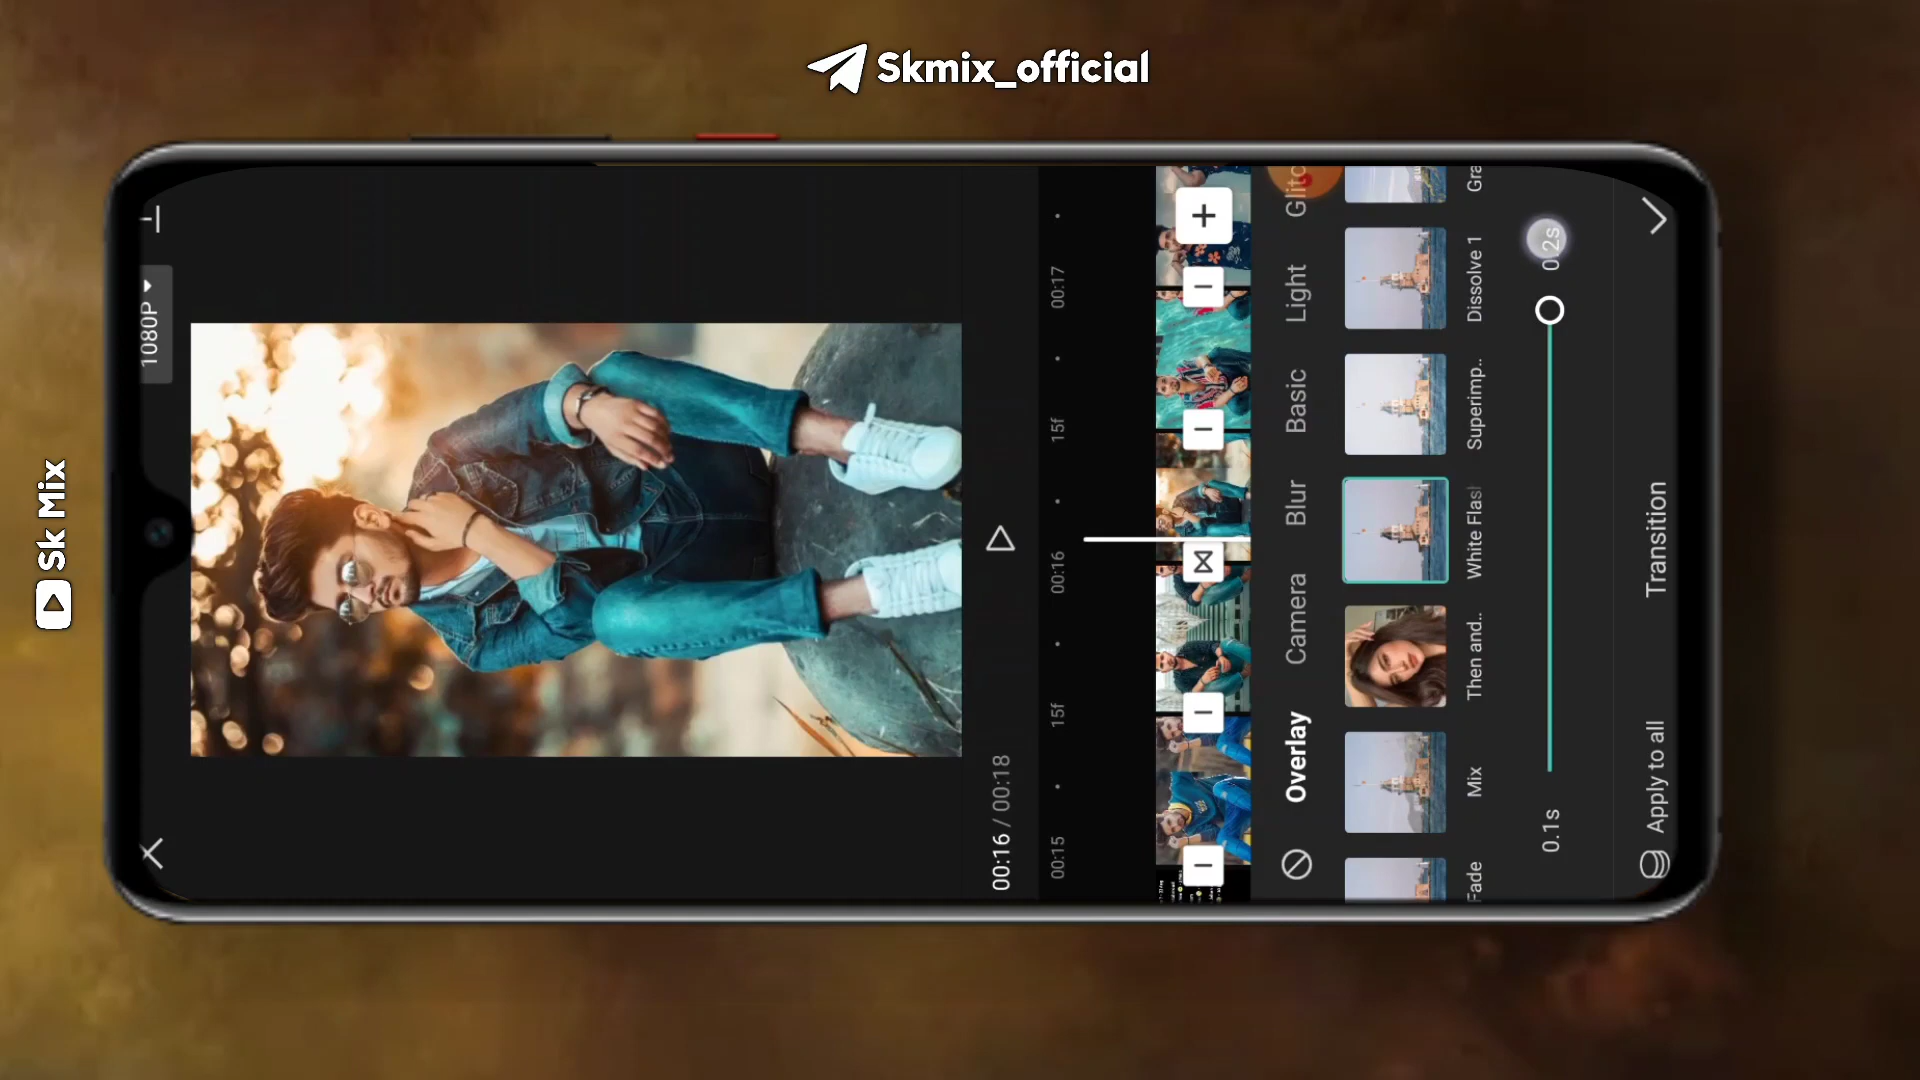 Skmix_official
Sk Mix
1080P
00:16 / 00:18
00:15
15f
00:16
15f
00:17
Overlay
Camera
Blur
Basic
Light
Glitc
Fade
Mix
Then and..
White Flash
Superimp..
Dissolve 1
Gra
0.1s
0.2s
Apply to all
Transition